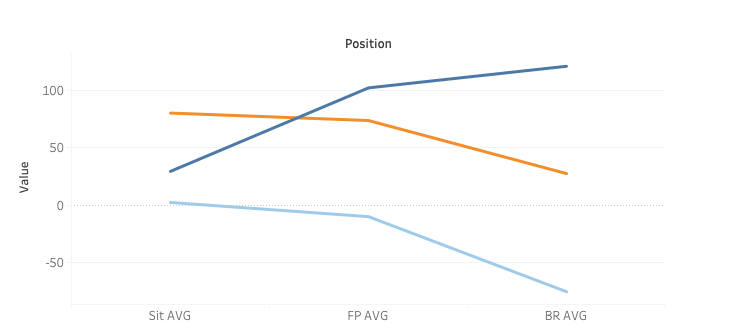 Position
100
50
0
-50
Value
Sit AVG
FP AVG
BR AVG